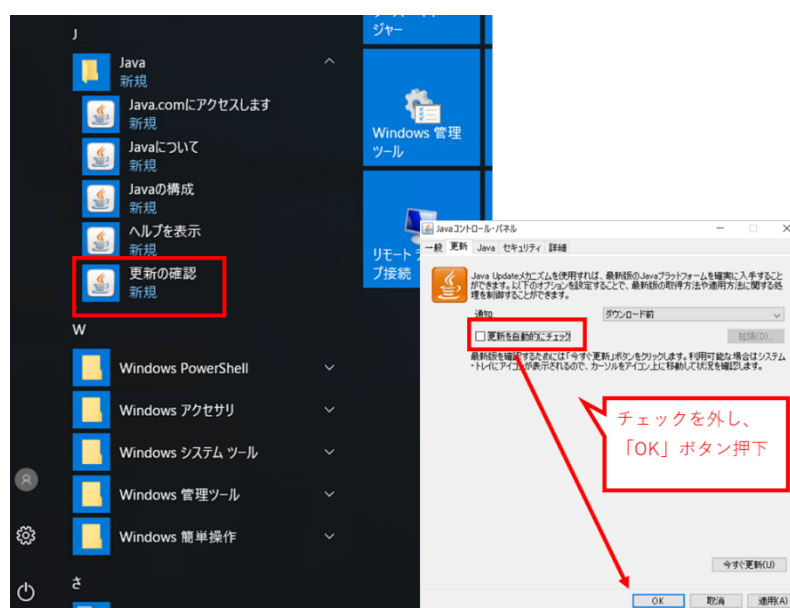 J
Java
新規
Java.comにアクセスします
新規
Javaについて
新規
Javaの構成
新規
ヘルプを表示
新規
更新の確認
新規
W
Windows PowerShell
Windows アクセサリ
Windows システム ツール
Windows 管理ツール
Windows 簡単操作
さ
ジャー
Windows 管理
ツール
リモート
プ接続
Javaコントロール・パネル
一般 更新 Java セキュリティ 詳細
Java Updateメカニズムを使用すれば、最新版のJavaプラットフォームを確実に入手すること
ができます。以下のオプションを設定することで、最新版の取得方法や適用方法に関する処
理を制御することができます。
通知
ダウンロード前
更新を自動的にチェック
拡張(D)...
最新版を確認するためには「今すぐ更新」ボタンをクリックします。利用可能な場合はシステム
・トレイにアイコンが表示されるので、カーソルをアイコン上に移動して状況を確認します。
チェックを外し、
「OK」ボタン押下
今すぐ更新(U)
OK 取消 適用(A)